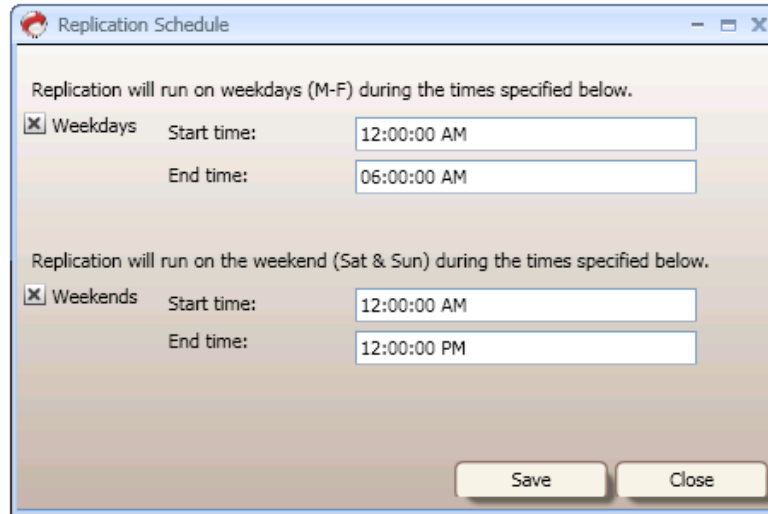 Replication Schedule
Replication will run on weekdays (M-F) during the times specified below.
Weekdays Start time: 12:00:00 AM
End time: 06:00:00 AM
Replication will run on the weekend (Sat & Sun) during the times specified below.
Weekends Start time: 12:00:00 AM
End time: 12:00:00 PM
Save Close